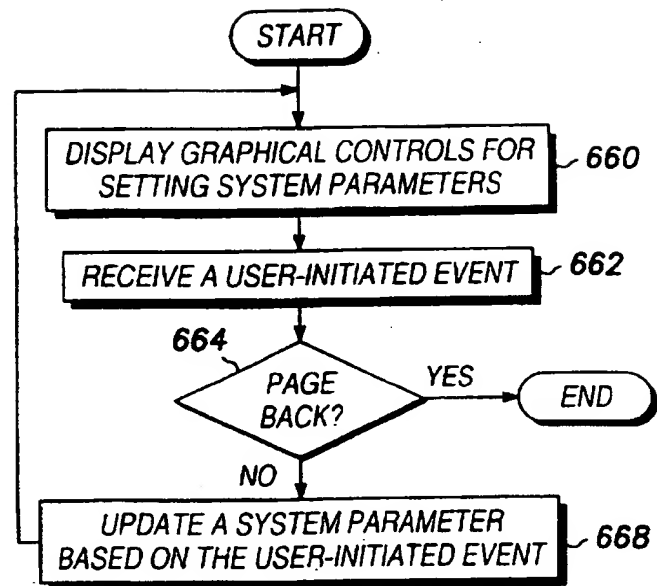 START
DISPLAY GRAPHICAL CONTROLS FOR
SETTING SYSTEM PARAMETERS
660
RECEIVE A USER-INITIATED EVENT
662
664
PAGE
BACK?
YES
END
NO
UPDATE A SYSTEM PARAMETER
BASED ON THE USER-INITIATED EVENT
668